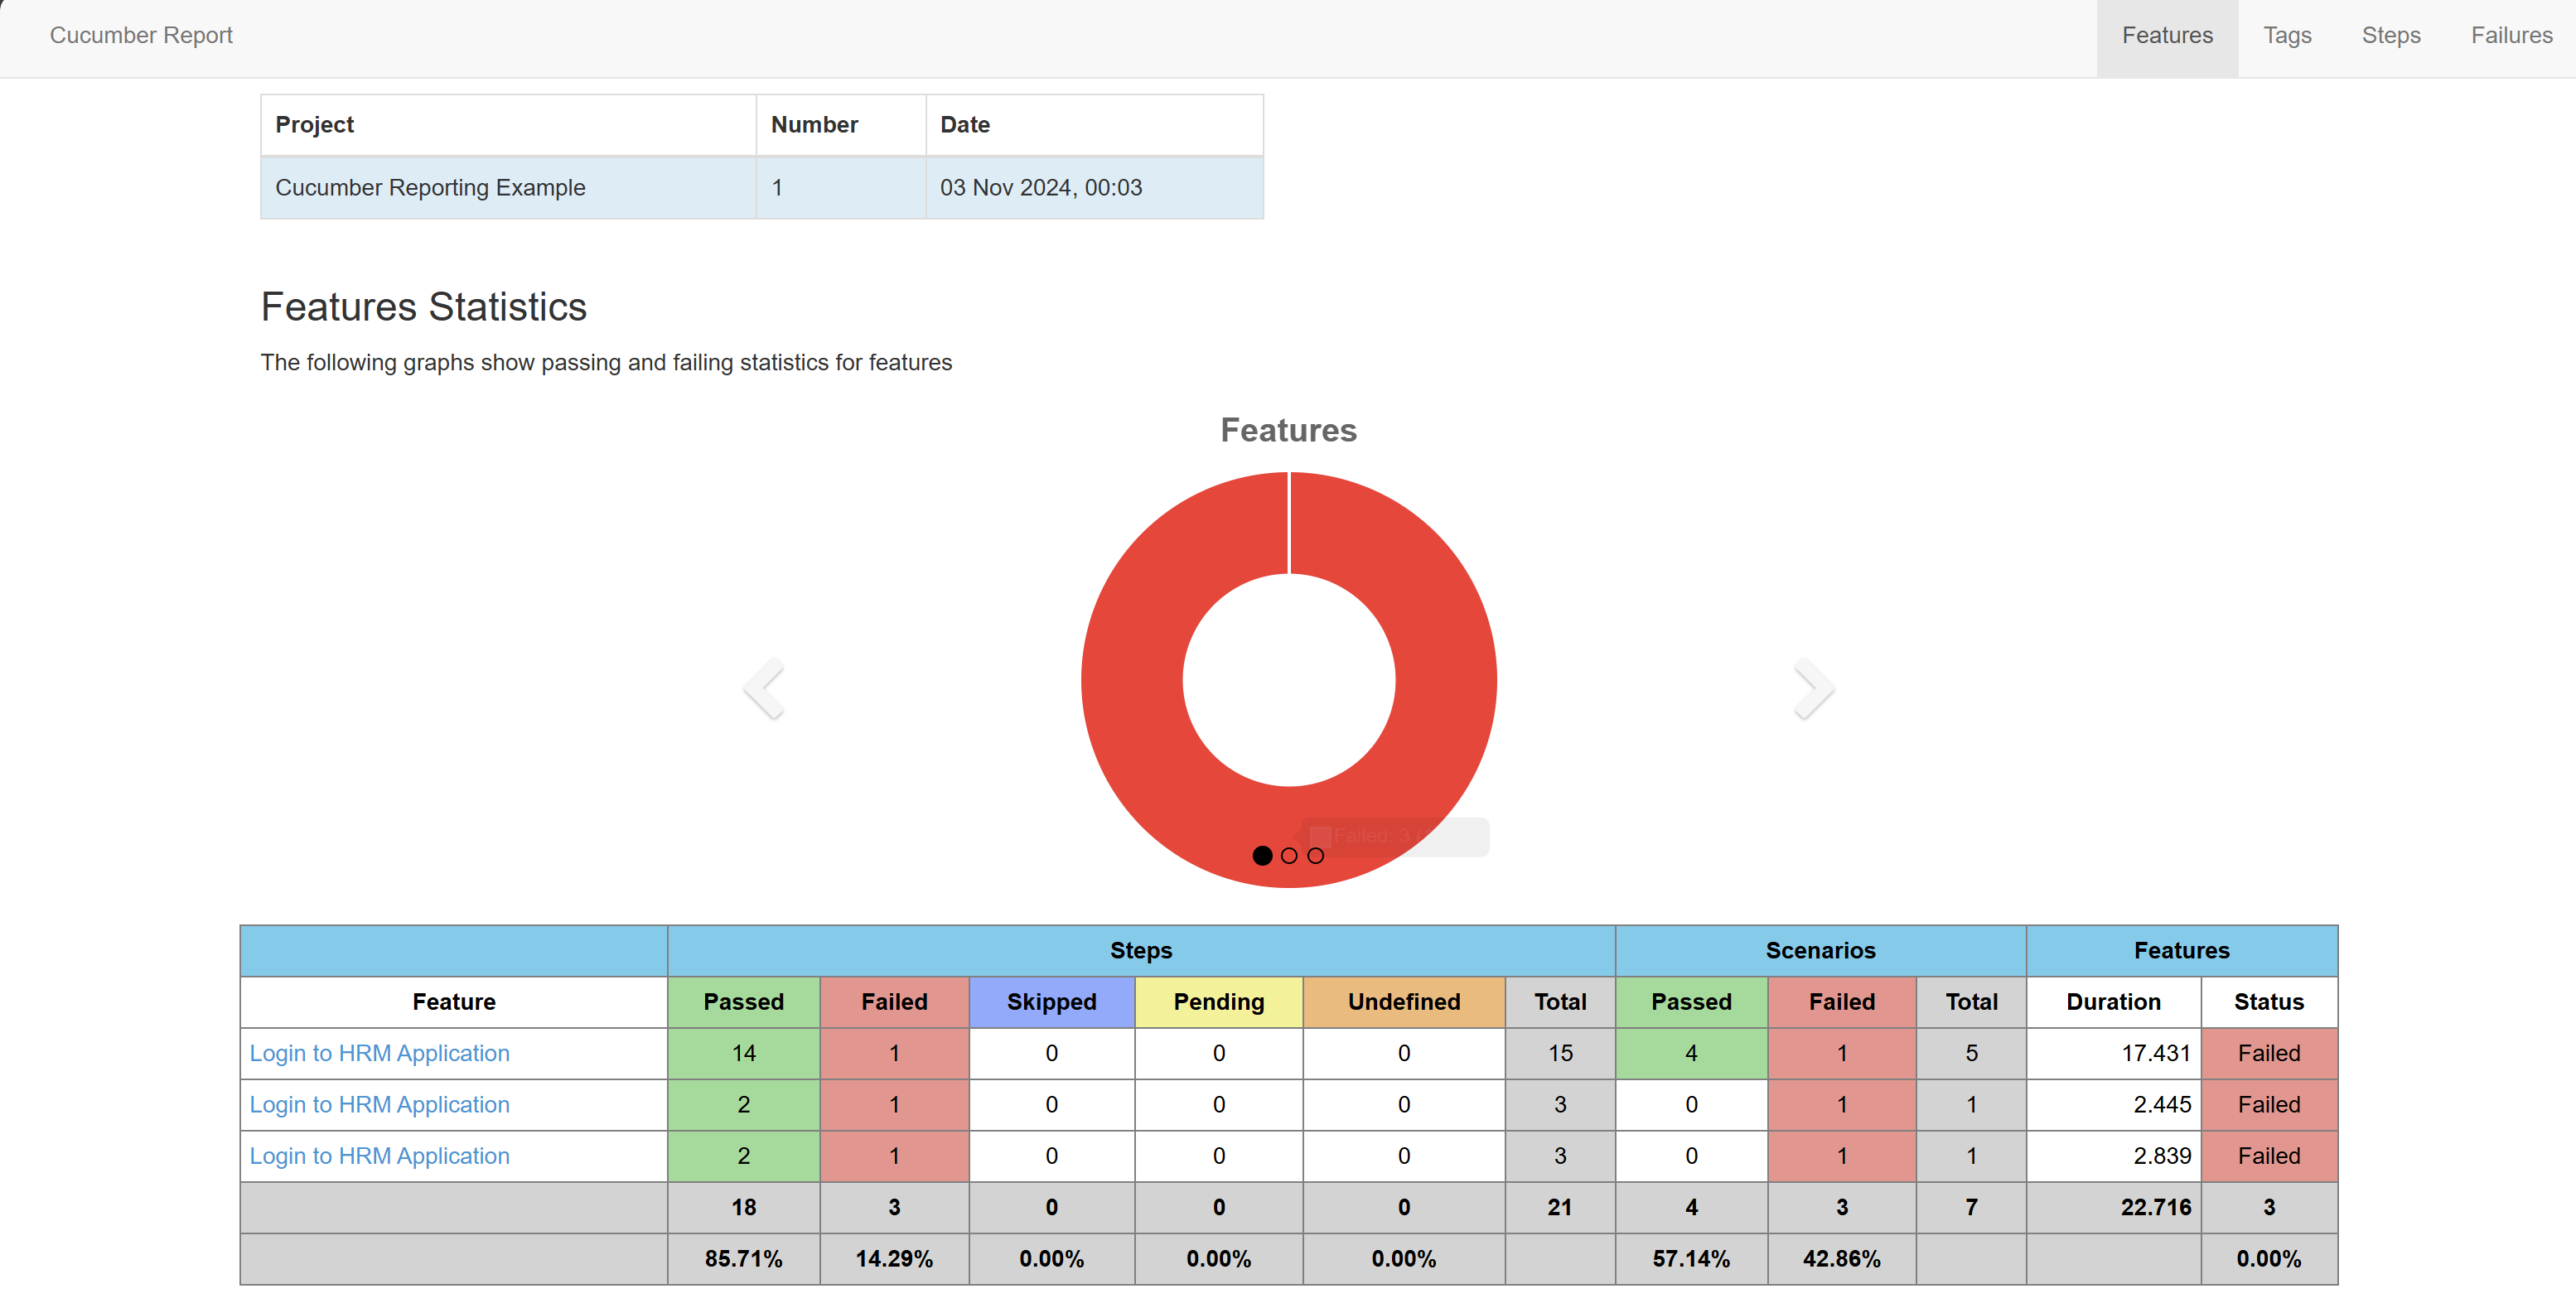 Cucumber Report Features Tags Steps Failures
Project Number Date
Cucumber Reporting Example 1 03 Nov 2024, 00:03
Features Statistics
The following graphs show passing and failing statistics for features
Features
Failed: 3
Steps Scenarios Features
Feature Passed Failed Skipped Pending Undefined Total Passed Failed Total Duration Status
Login to HRM Application 14 1 0 0 0 15 4 1 5 17.431 Failed
Login to HRM Application 2 1 0 0 0 3 0 1 1 2.445 Failed
Login to HRM Application 2 1 0 0 0 3 0 1 1 2.839 Failed
18 3 0 0 0 21 4 3 7 22.716 3
85.71% 14.29% 0.00% 0.00% 0.00% 57.14% 42.86% 0.00%